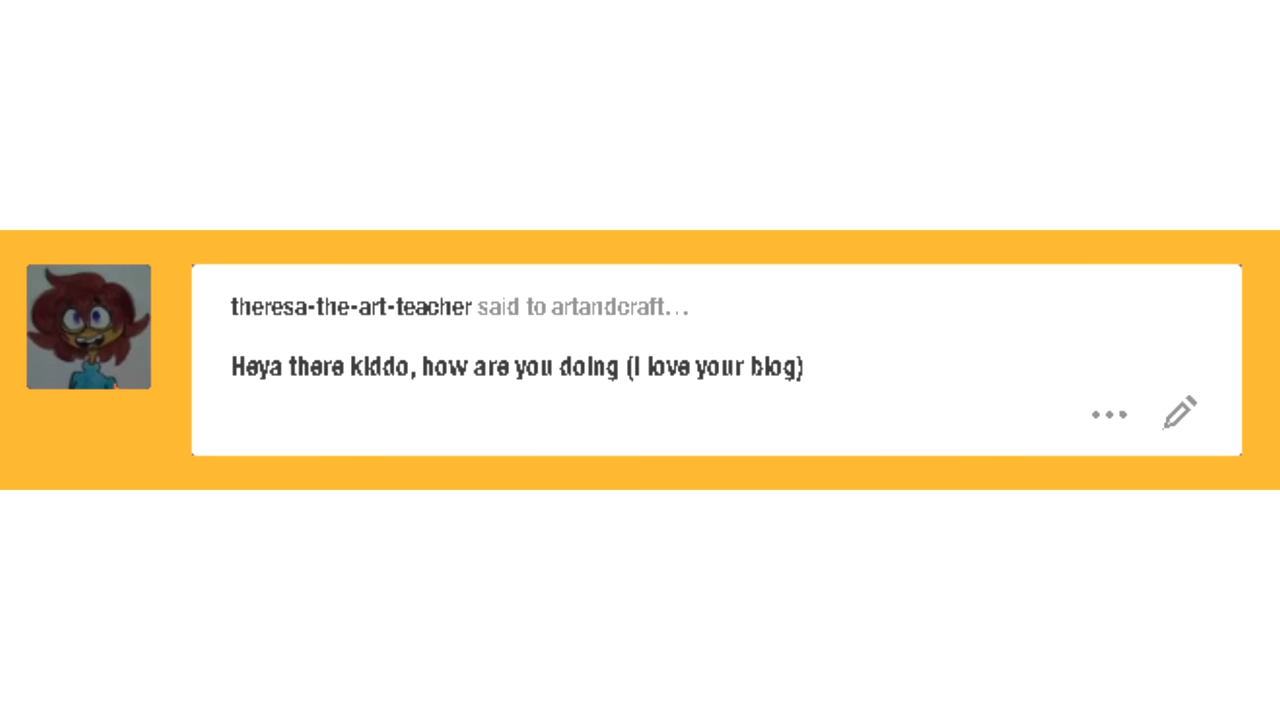 theresa-the-art-teacher said to artandcraft...
Heya there kiddo, how are you doing (I love your blog)